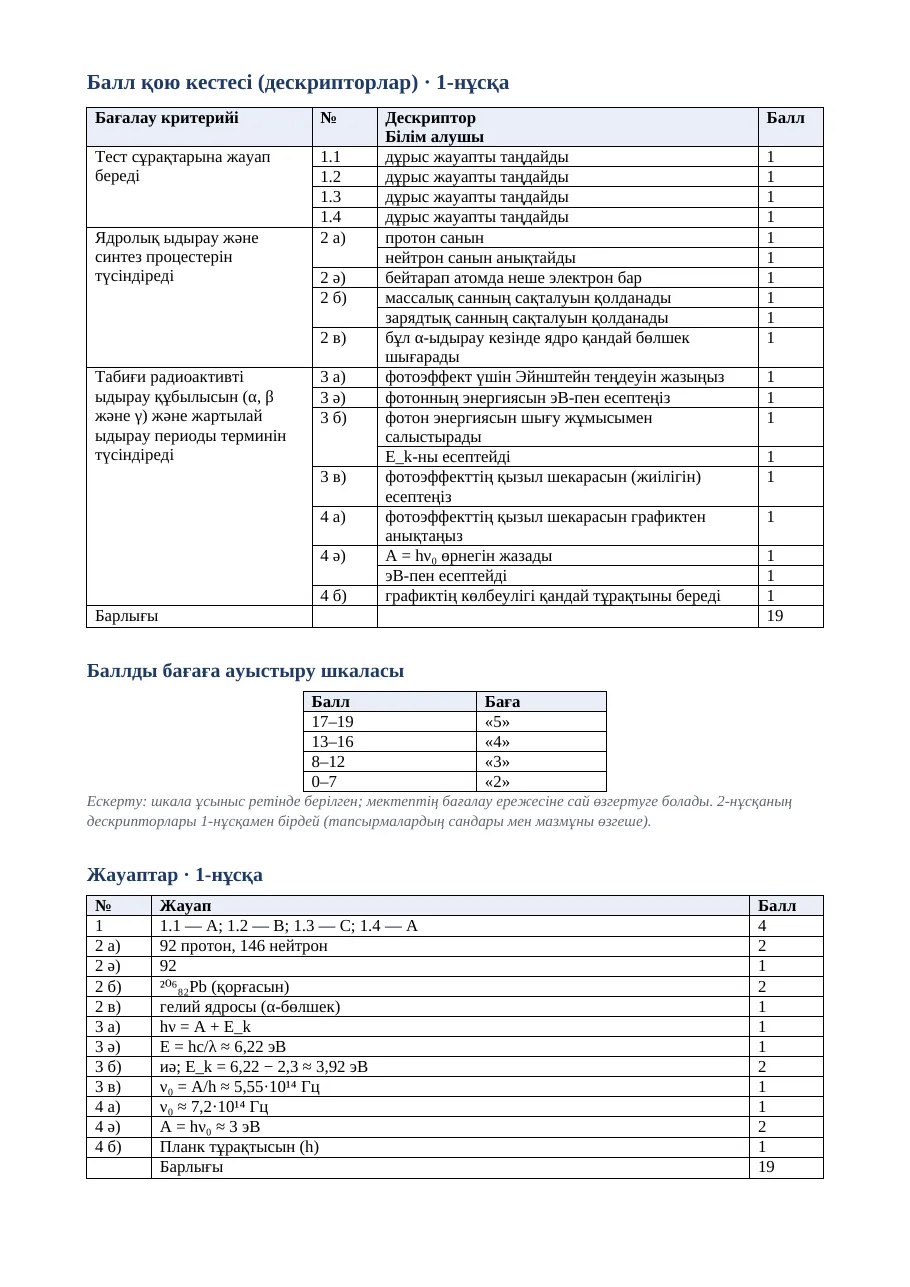 Балл қою кестесі (дескрипторлар) · 1-нұсқа
Бағалау критерийі № Дескриптор Балл
Білім алушы
Тест сұрақтарына жауап 1.1 дұрыс жауапты таңдайды 1
береді 1.2 дұрыс жауапты таңдайды 1
1.3 дұрыс жауапты таңдайды 1
1.4 дұрыс жауапты таңдайды 1
Ядролық ыдырау және 2 а) протон санын 1
синтез процестерін нейтрон санын анықтайды 1
түсіндіреді 2 ә) бейтарап атомда неше электрон бар 1
2 б) массалық санның сақталуын қолданады 1
зарядтық санның сақталуын қолданады 1
2 в) бұл α-ыдырау кезінде ядро қандай бөлшек 1
шығарады
Табиғи радиоактивті 3 а) фотоэффект үшін Эйнштейн теңдеуін жазыңыз 1
ыдырау құбылысын (α, β 3 ә) фотонның энергиясын эВ-пен есептеңіз 1
және γ) және жартылай 3 б) фотон энергиясын шығу жұмысымен 1
ыдырау периоды терминін салыстырады
түсіндіреді E_k-ны есептейді 1
3 в) фотоэффекттің қызыл шекарасын (жиілігін) 1
есептеңіз
4 а) фотоэффекттің қызыл шекарасын графиктен 1
анықтаңыз
4 ә) A = hν₀ өрнегін жазады 1
эВ-пен есептейді 1
4 б) графиктің көлбеулігі қандай тұрақтыны береді 1
Барлығы 19
Баллды бағаға ауыстыру шкаласы
Балл Баға
17–19 «5»
13–16 «4»
8–12 «3»
0–7 «2»
Ескерту: шкала ұсыныс ретінде берілген; мектептің бағалау ережесіне сай өзгертуге болады. 2-нұсқаның
дескрипторлары 1-нұсқамен бірдей (тапсырмалардың сандары мен мазмұны өзгеше).
Жауаптар · 1-нұсқа
№ Жауап Балл
1 1.1 — A; 1.2 — B; 1.3 — C; 1.4 — A 4
2 а) 92 протон, 146 нейтрон 2
2 ә) 92 1
2 б) ²⁰⁶₈₂Pb (қорғасын) 2
2 в) гелий ядросы (α-бөлшек) 1
3 а) hν = A + E_k 1
3 ә) E = hc/λ ≈ 6,22 эВ 1
3 б) иә; E_k = 6,22 − 2,3 ≈ 3,92 эВ 2
3 в) ν₀ = A/h ≈ 5,55·10¹⁴ Гц 1
4 а) ν₀ ≈ 7,2·10¹⁴ Гц 1
4 ә) A = hν₀ ≈ 3 эВ 2
4 б) Планк тұрақтысын (h) 1
Барлығы 19